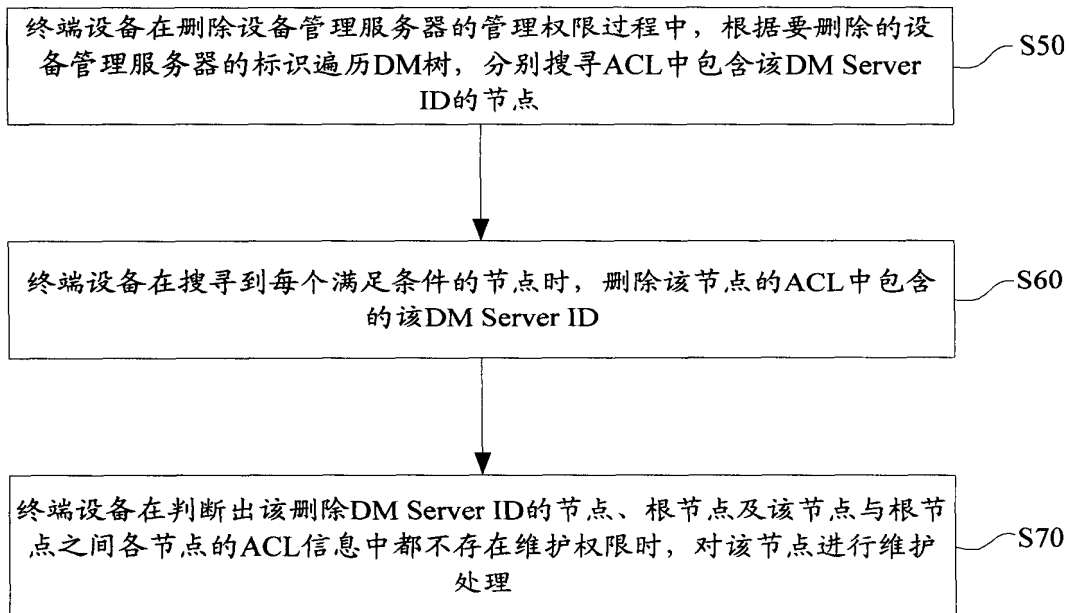 终端设备在删除设备管理服务器的管理权限过程中，根据要删除的设
备管理服务器的标识遍历DM树，分别搜寻ACL中包含该DM Server
ID的节点
S50
终端设备在搜寻到每个满足条件的节点时，删除该节点的ACL中包含
的该DM Server ID
S60
终端设备在判断出该删除DM Server ID的节点、根节点及该节点与根节
点之间各节点的ACL信息中都不存在维护权限时，对该节点进行维护
处理
S70